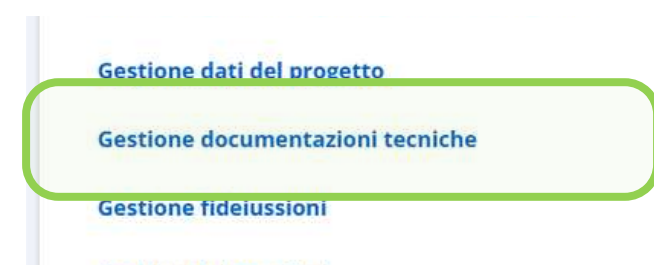 Gestione dati del progetto
Gestione documentazioni tecniche
Gestione fideiussioni